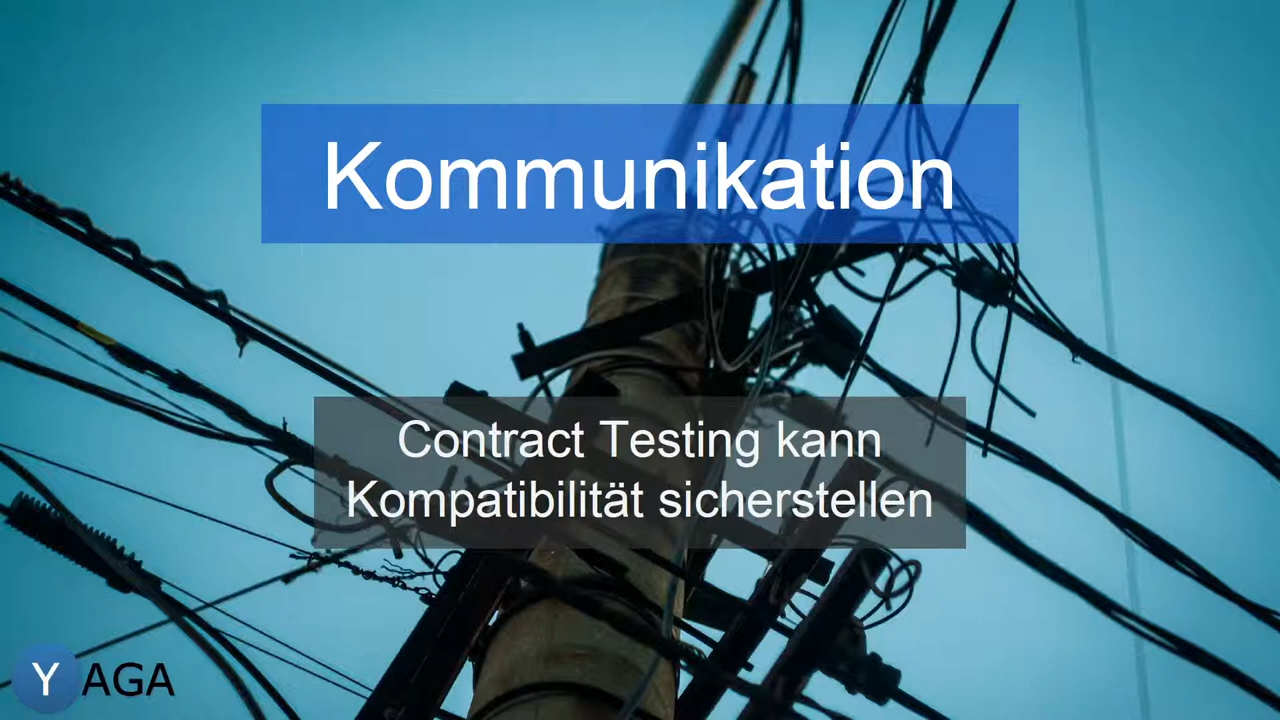 Kommunikation
Contract Testing kann
Kompatibilität sicherstellen
YAGA